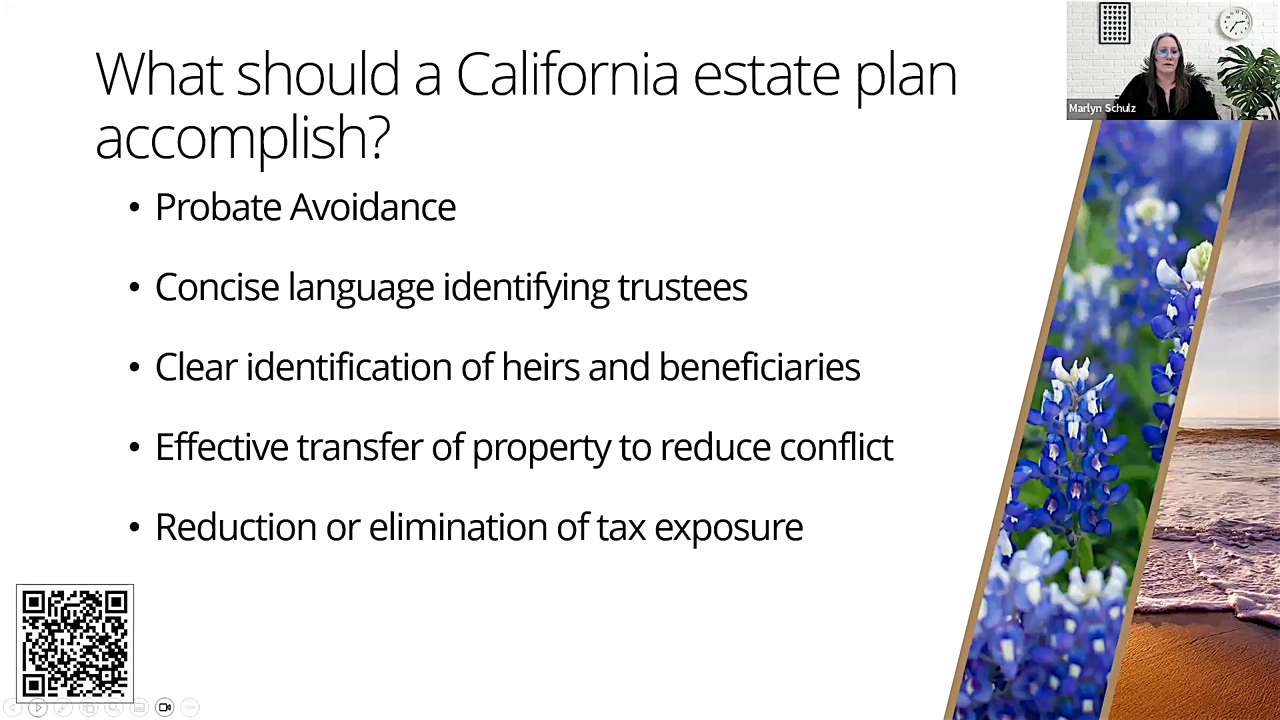 What should a California estate plan
accomplish?
• Probate Avoidance
• Concise language identifying trustees
• Clear identification of heirs and beneficiaries
• Effective transfer of property to reduce conflict
• Reduction or elimination of tax exposure
Marlyn Schulz